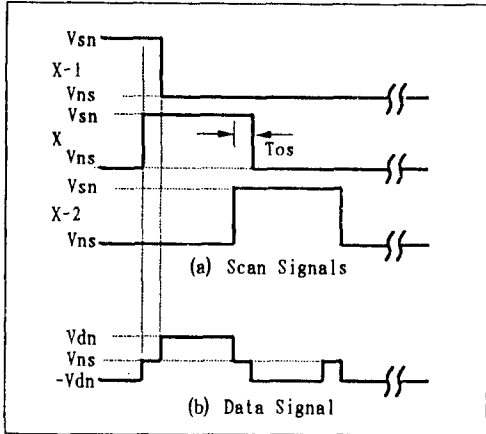 Vsn
X-1
Vns
Vsn
X
Vns
Tos
Vsn
X-2
Vns
(a) Scan Signals
Vdn
Vns
-Vdn
(b) Data Signal